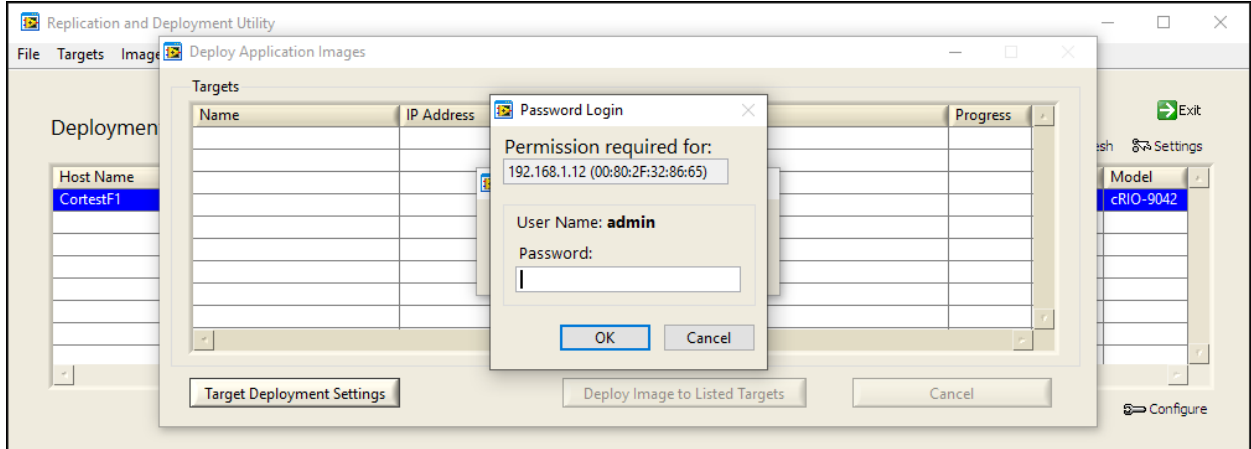 Replication and Deployment Utility
File Targets Image
Deploy Application Images
Targets
Name IP Address Progress
Password Login
Permission required for:
192.168.1.12 (00:80:2F:32:86:65)
User Name: admin
Password:
OK Cancel
Target Deployment Settings Deploy Image to Listed Targets Cancel
Deploymen
Host Name
CortestF1
Exit
esh Settings
Model
cRIO-9042
Configure